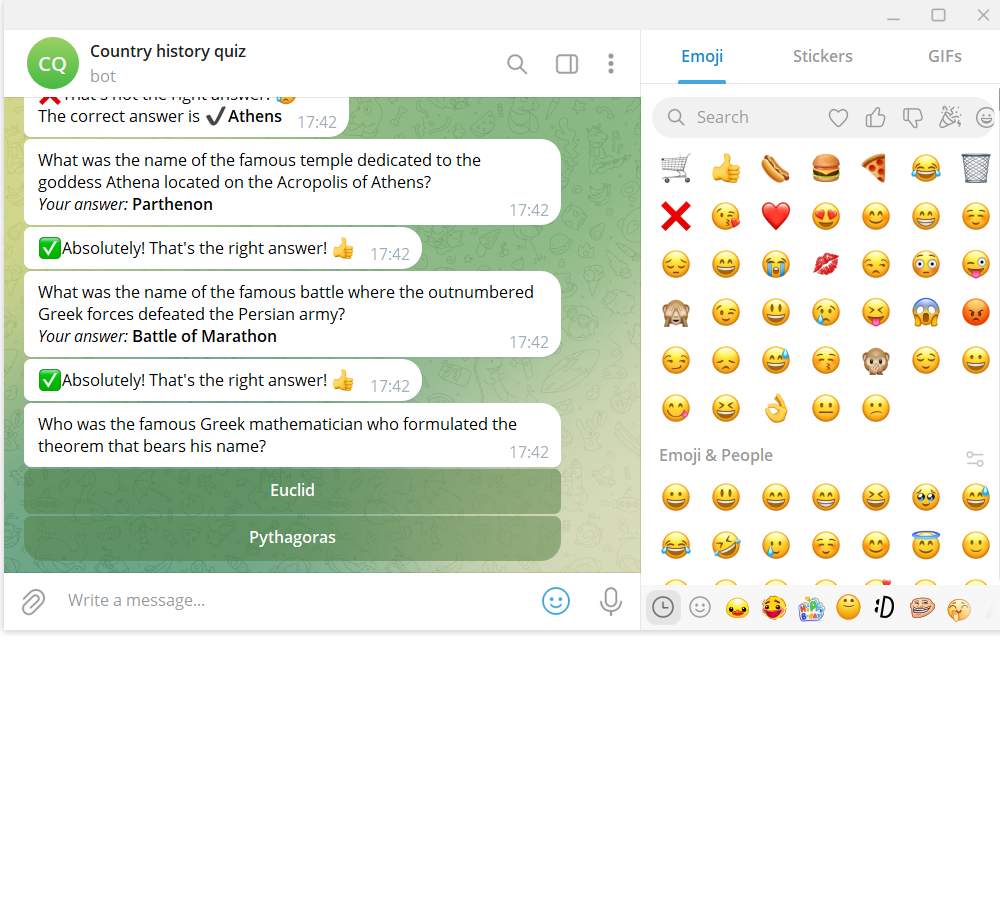 CQ
Country history quiz
bot
That's not the right answer!
The correct answer is ✔Athens 17:42
What was the name of the famous temple dedicated to the
goddess Athena located on the Acropolis of Athens?
Your answer: Parthenon 17:42
Absolutely! That's the right answer! 17:42
What was the name of the famous battle where the outnumbered
Greek forces defeated the Persian army?
Your answer: Battle of Marathon 17:42
Absolutely! That's the right answer! 17:42
Who was the famous Greek mathematician who formulated the
theorem that bears his name? 17:42
Euclid
Pythagoras
Write a message...
Emoji Stickers GIFs
Search
Emoji & People